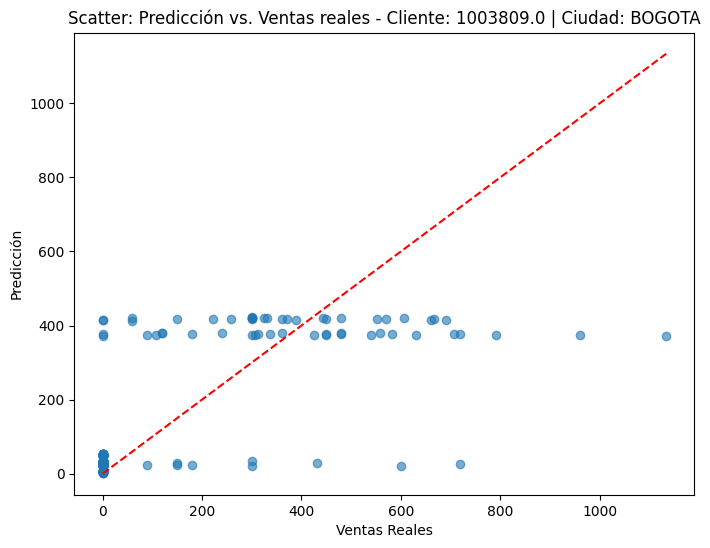 Scatter: Predicción vs. Ventas reales - Cliente: 1003809.0 | Ciudad: BOGOTA
Predicción
1000
800
600
400
200
0
0 200 400 600 800 1000
Ventas Reales